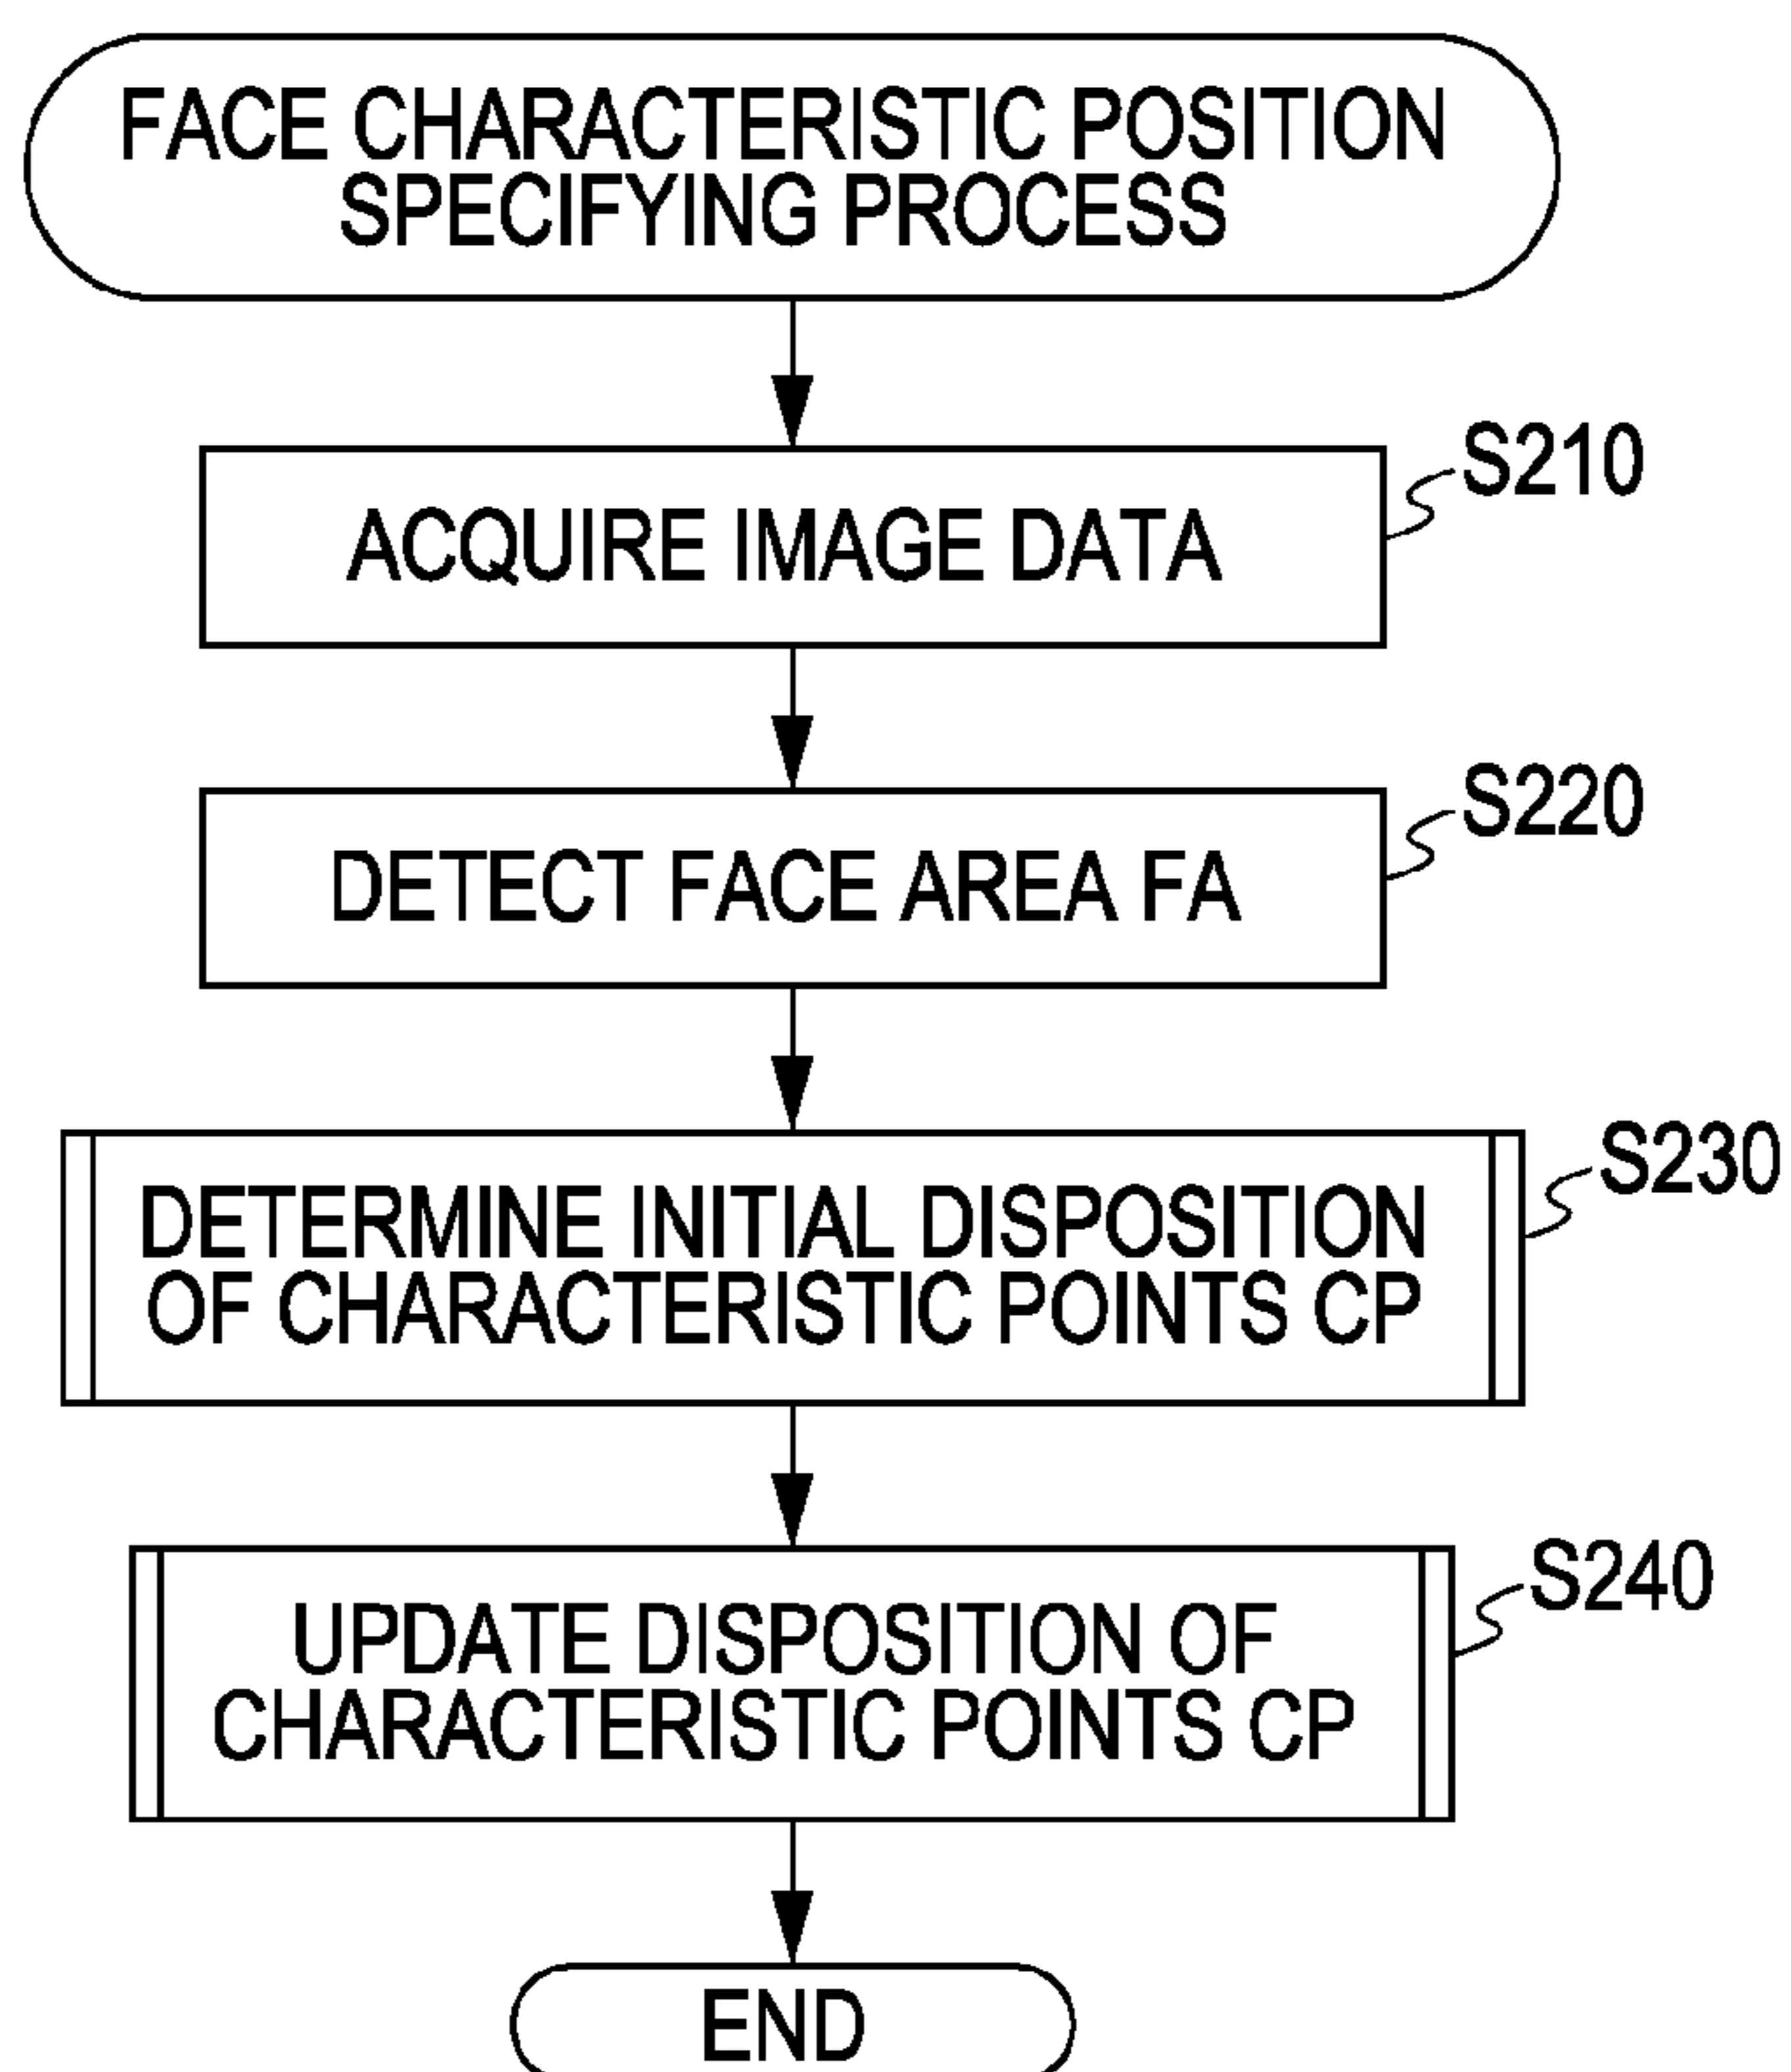 FACE CHARACTERISTIC POSITION
SPECIFYING PROCESS
S210
ACQUIRE IMAGE DATA
S220
DETECT FACE AREA FA
S230
DETERMINE INITIAL DISPOSITION
OF CHARACTERISTIC POINTS CP
S240
UPDATE DISPOSITION OF
CHARACTERISTIC POINTS CP
END